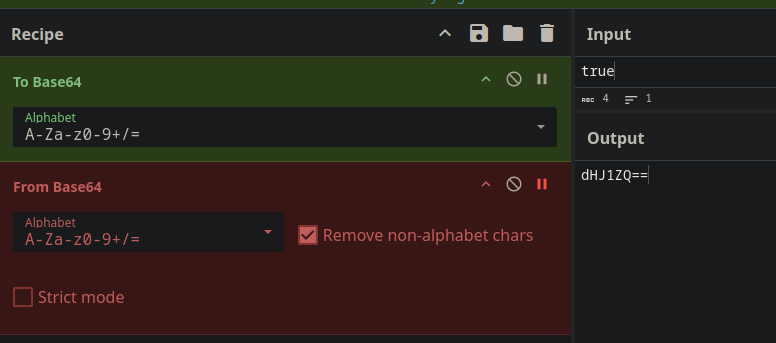 Recipe
To Base64
Alphabet
A-Za-z0-9+/=
From Base64
Alphabet
A-Za-z0-9+/=
Remove non-alphabet chars
Strict mode
Input
true
ABC 4 1
Output
dHJ1ZQ==